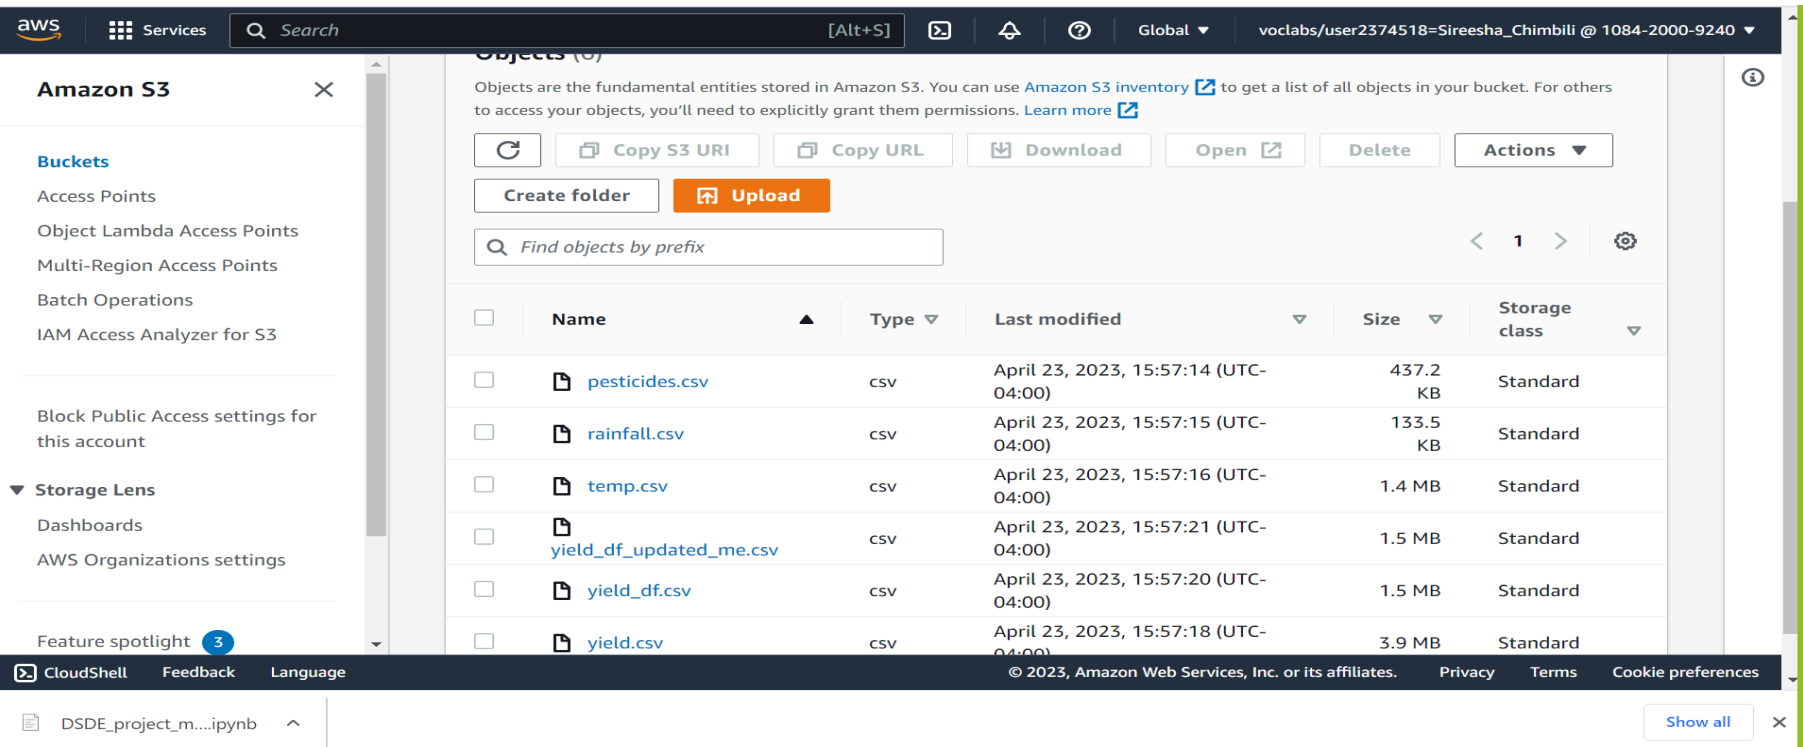 aws
Services
Search
[Alt+S]
Global
voclabs/user2374518=Sireesha_Chimbili @ 1084-2000-9240
Amazon S3
Buckets
Access Points
Object Lambda Access Points
Multi-Region Access Points
Batch Operations
IAM Access Analyzer for S3
Block Public Access settings for
this account
Storage Lens
Dashboards
AWS Organizations settings
Feature spotlight 3
Objects (6)
Objects are the fundamental entities stored in Amazon S3. You can use Amazon S3 inventory to get a list of all objects in your bucket. For others
to access your objects, you'll need to explicitly grant them permissions. Learn more
Copy S3 URI
Copy URL
Download
Open
Delete
Actions
Create folder
Upload
Find objects by prefix
1
Name
Type
Last modified
Size
Storage
class
pesticides.csv
csv
April 23, 2023, 15:57:14 (UTC-
04:00)
437.2
KB
Standard
rainfall.csv
csv
April 23, 2023, 15:57:15 (UTC-
04:00)
133.5
KB
Standard
temp.csv
csv
April 23, 2023, 15:57:16 (UTC-
04:00)
1.4 MB
Standard
yield_df_updated_me.csv
csv
April 23, 2023, 15:57:21 (UTC-
04:00)
1.5 MB
Standard
yield_df.csv
csv
April 23, 2023, 15:57:20 (UTC-
04:00)
1.5 MB
Standard
yield.csv
csv
April 23, 2023, 15:57:18 (UTC-
04:00)
3.9 MB
Standard
CloudShell
Feedback
Language
© 2023, Amazon Web Services, Inc. or its affiliates.
Privacy
Terms
Cookie preferences
DSDE_project_m....ipynb
Show all